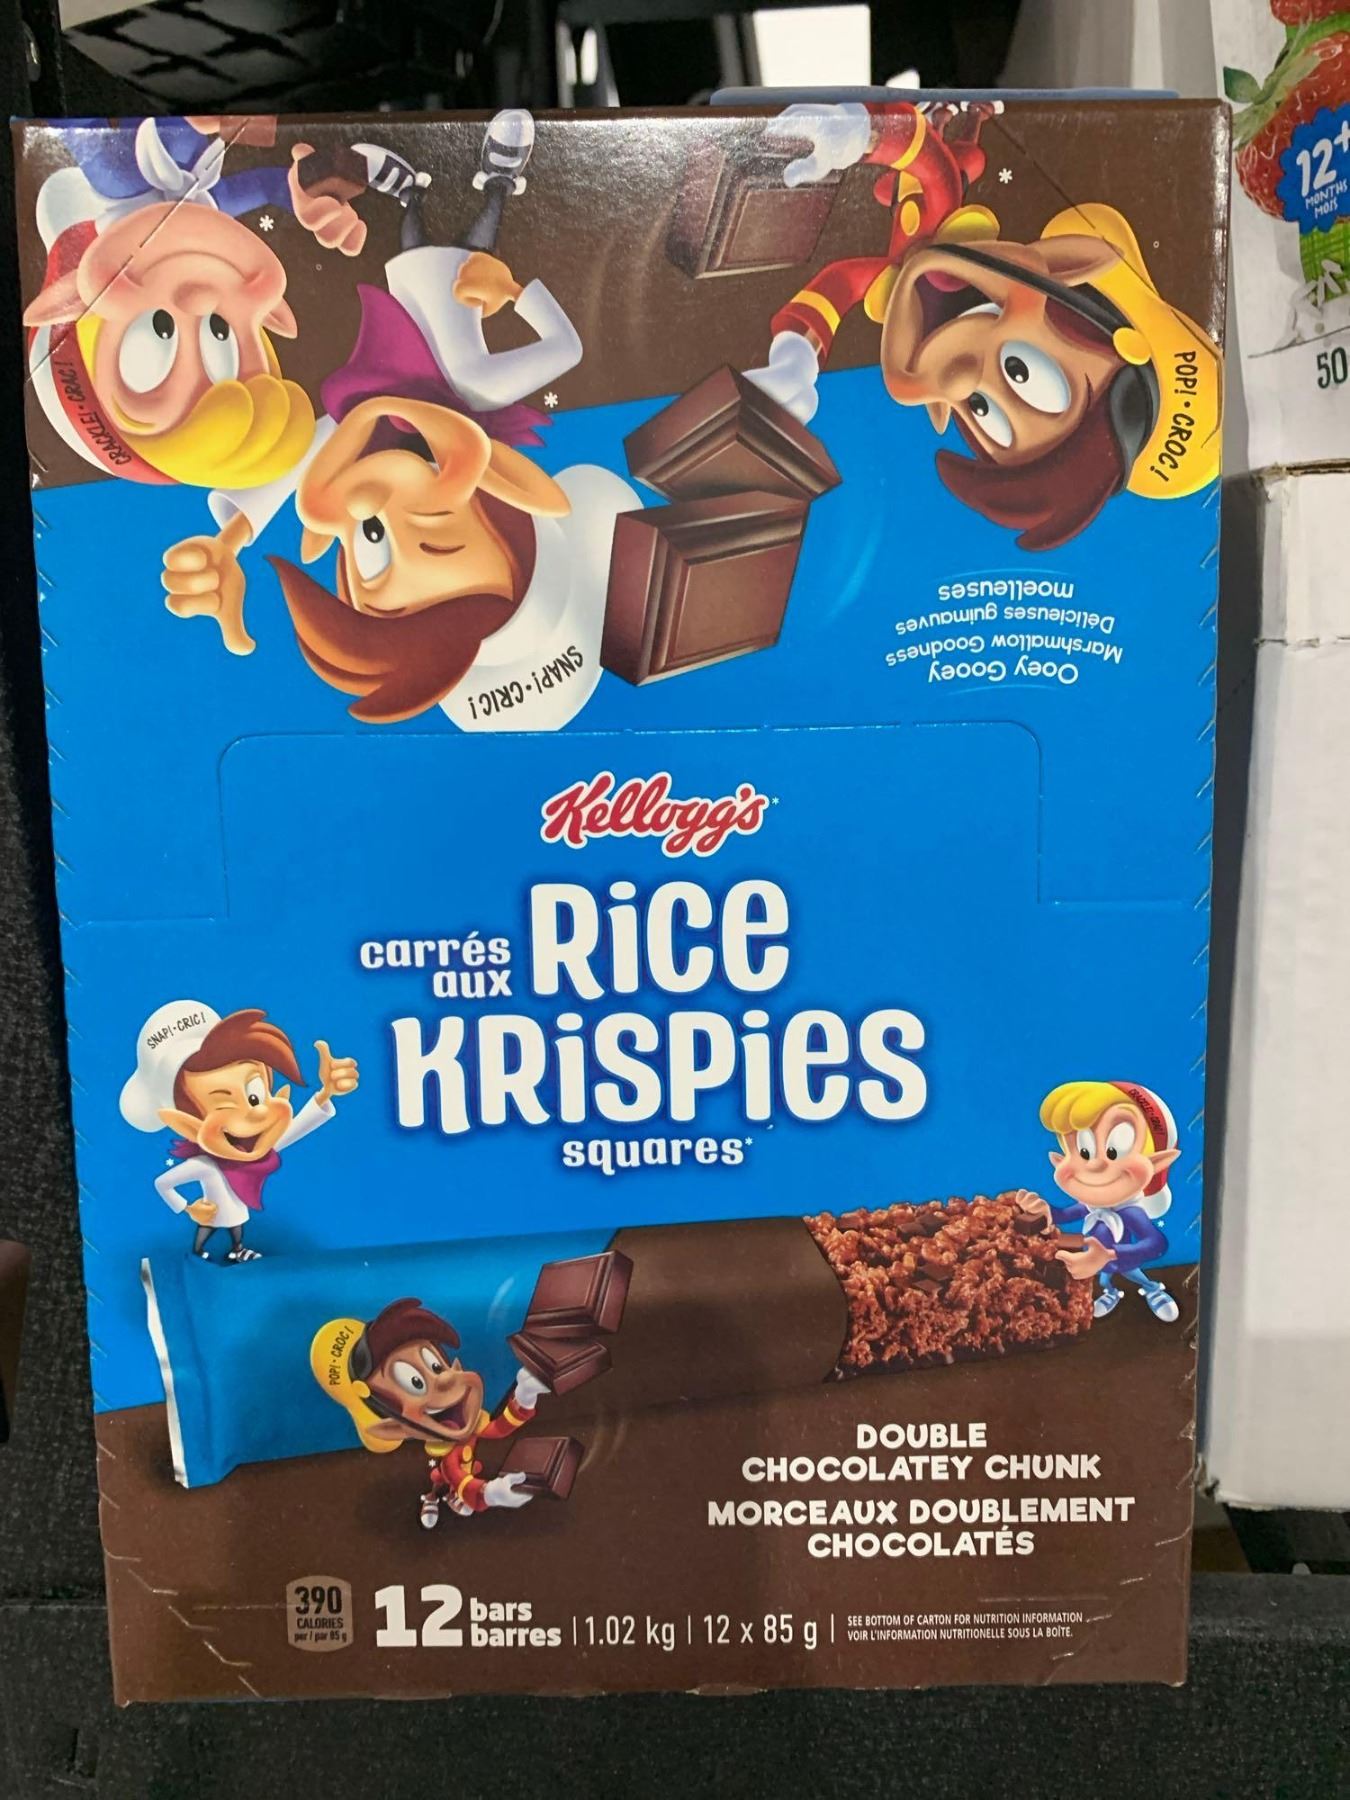 CRACKLE! • CRAC!
POP! • CROC!
SNAP! • CRIC!
Ooey Gooey
Marshmallow Goodness
Délicieuses guimauves
moelleuses
12+
MONTHS
MOIS
50
Kellogg's*
carrés aux
RICE
KRISPIES
squares*
SNAP! • CRIC!
CRACKLE! • CRAC!
POP! • CROC!
DOUBLE
CHOCOLATEY CHUNK
MORCEAUX DOUBLEMENT
CHOCOLATÉS
390
CALORIES
per / par 85 g
12 bars
barres | 1.02 kg | 12 x 85 g |
SEE BOTTOM OF CARTON FOR NUTRITION INFORMATION
VOIR L'INFORMATION NUTRITIONELLE SOUS LA BOÎTE.